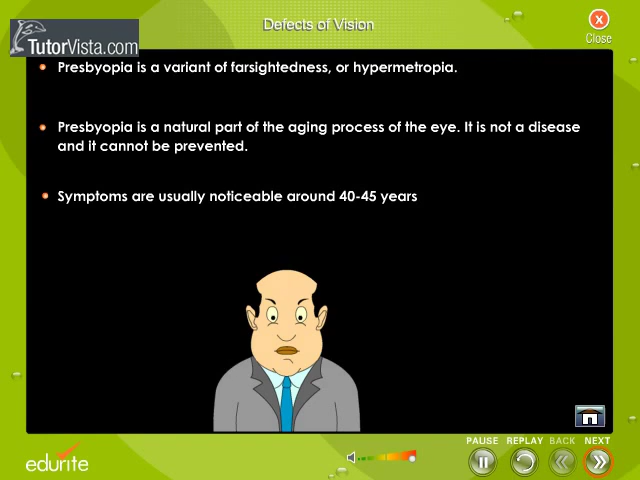 Defects of Vision
TutorVista.com
Close
Presbyopia is a variant of farsightedness, or hypermetropia.
Presbyopia is a natural part of the aging process of the eye. It is not a disease
and it cannot be prevented.
Symptoms are usually noticeable around 40-45 years
PAUSE REPLAY BACK NEXT
edurite